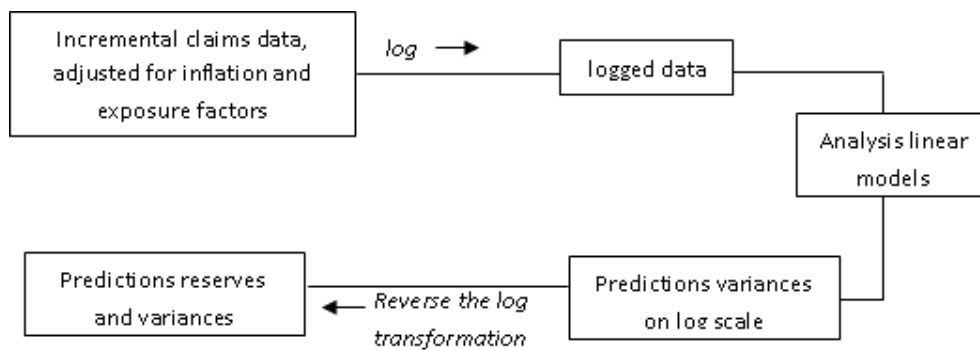 Incremental claims data,
adjusted for inflation and
exposure factors
log
logged data
Analysis linear
models
Predictions variances
on log scale
Reverse the log
transformation
Predictions reserves
and variances